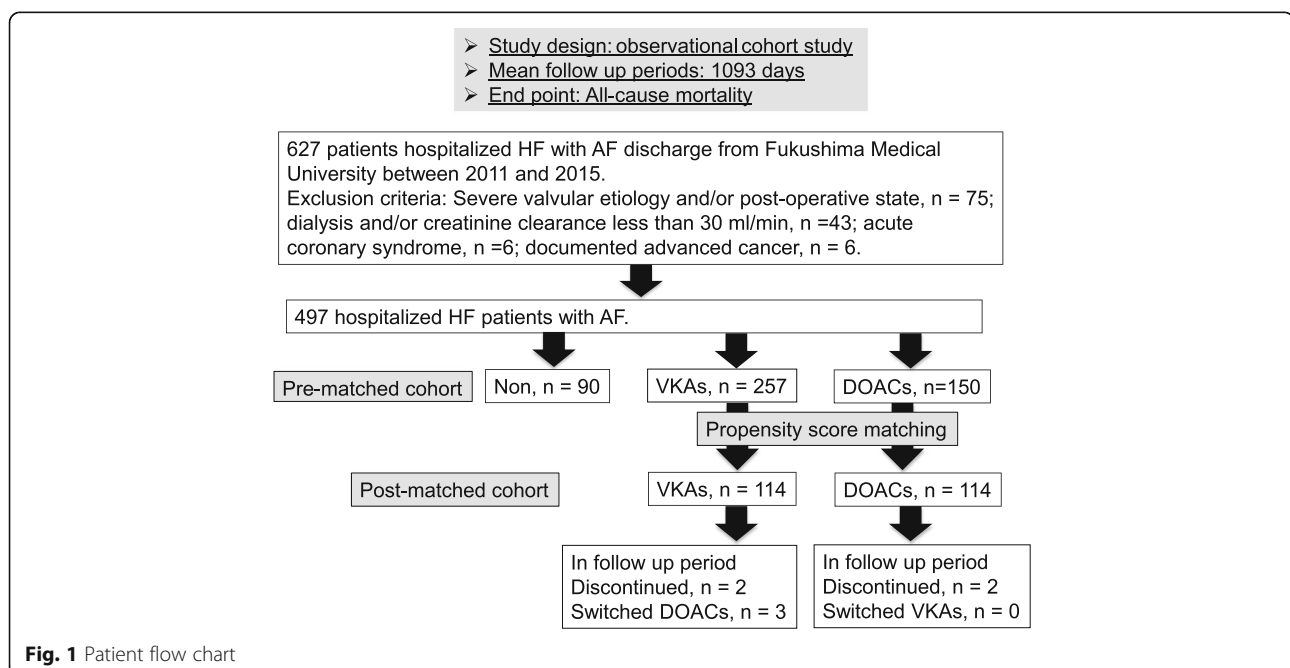 ➢ Study design: observational cohort study
➢ Mean follow up periods: 1093 days
➢ End point: All-cause mortality
627 patients hospitalized HF with AF discharge from Fukushima Medical
University between 2011 and 2015.
Exclusion criteria: Severe valvular etiology and/or post-operative state, n = 75;
dialysis and/or creatinine clearance less than 30 ml/min, n =43; acute
coronary syndrome, n =6; documented advanced cancer, n = 6.
497 hospitalized HF patients with AF.
Pre-matched cohort
Non, n = 90
VKAs, n = 257
DOACs, n=150
Propensity score matching
Post-matched cohort
VKAs, n = 114
DOACs, n = 114
In follow up period
Discontinued, n = 2
Switched DOACs, n = 3
In follow up period
Discontinued, n = 2
Switched VKAs, n = 0
Fig. 1 Patient flow chart